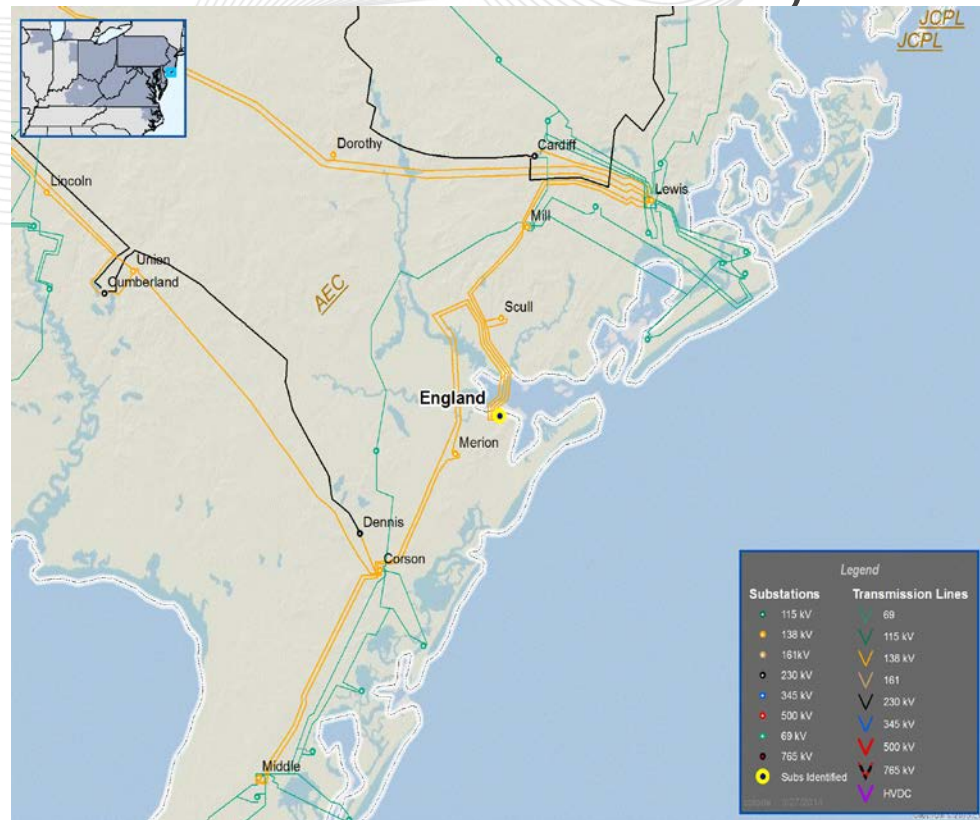 JCPL
JCPL
Dorothy
Cardiff
Lincoln
Lewis
Mill
Union
Cumberland
AEC
Scull
England
Merion
Dennis
Corson
Middle
Legend
Substations
115 kV
138 kV
161kV
230 kV
345 kV
500 kV
69 kV
765 kV
Subs Identified
Transmission Lines
69
115 kV
138 kV
161
230 kV
345 kV
500 kV
765 kV
HVDC